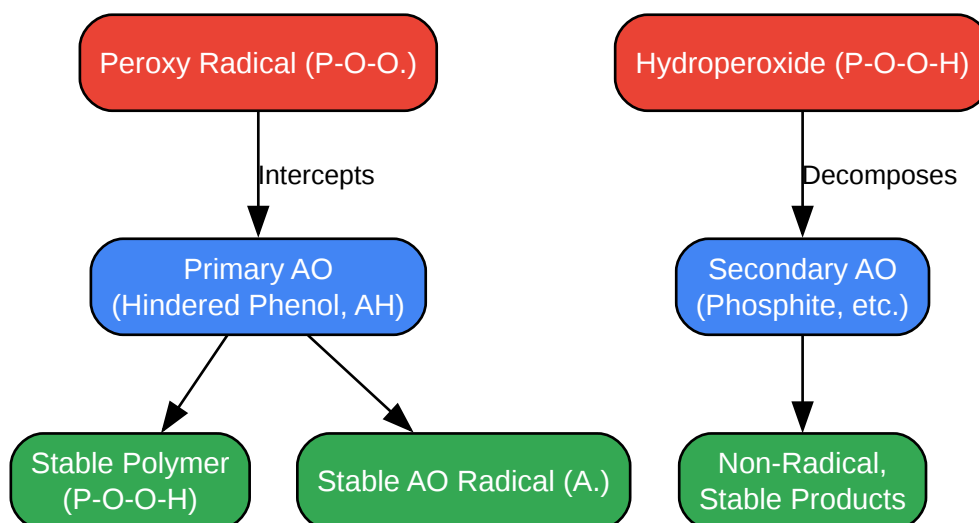 Peroxy Radical (P-O-O.)
Hydroperoxide (P-O-O-H)
Intercepts
Decomposes
Primary AO
(Hindered Phenol, AH)
Secondary AO
(Phosphite, etc.)
Stable Polymer
(P-O-O-H)
Stable AO Radical (A.)
Non-Radical,
Stable Products